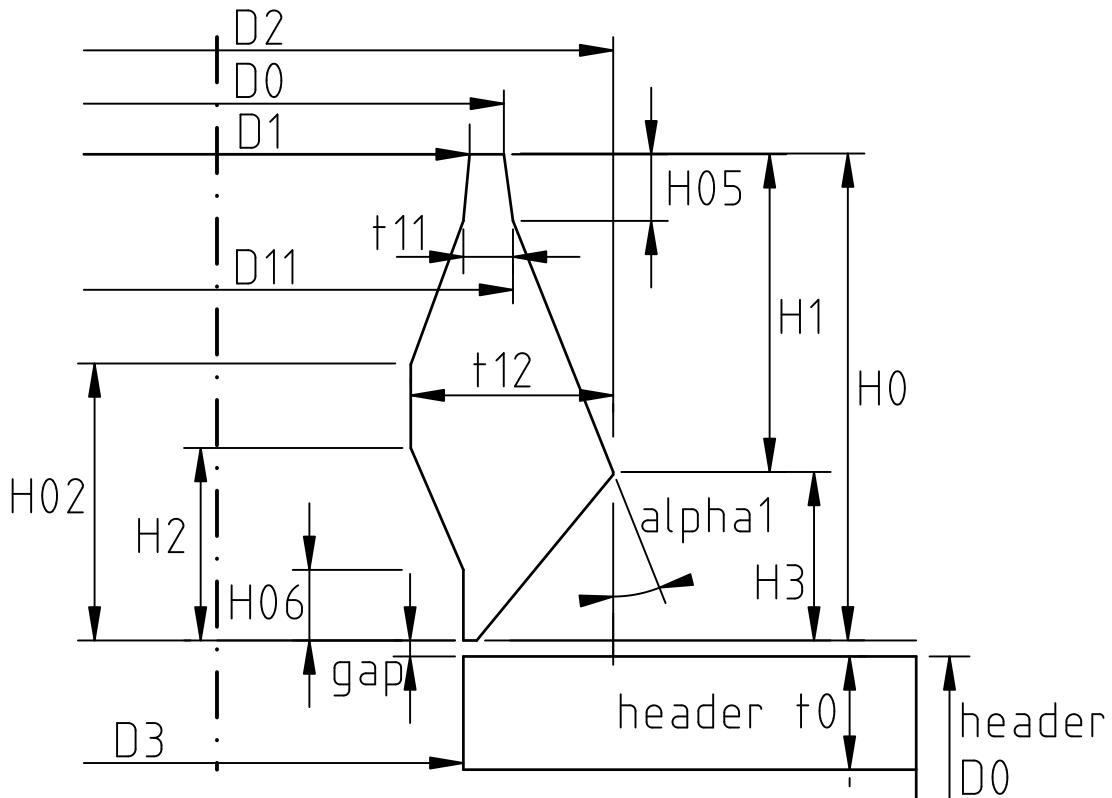 D2
D0
D1
H05
t11
D11
H1
t12
H0
H02
alpha1
H2
H3
H06
gap
header t0
header
D0
D3